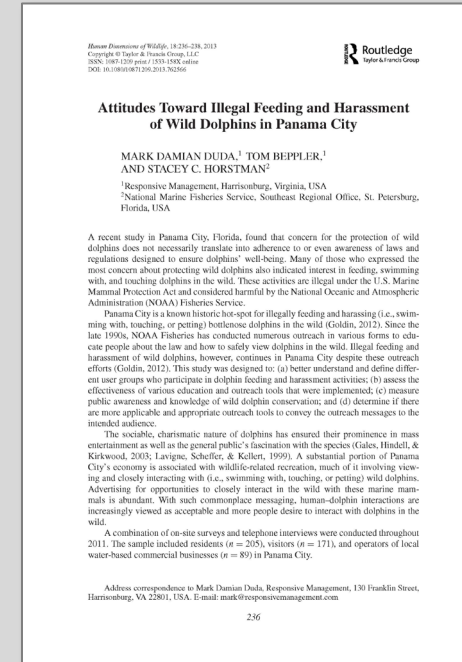 Human Dimensions of Wildlife, 18:236–238, 2013
Copyright © Taylor & Francis Group, LLC
ISSN: 1087-1209 print / 1533-158X online
DOI: 10.1080/10871209.2013.762566
Routledge
Taylor & Francis Group
Attitudes Toward Illegal Feeding and Harassment
of Wild Dolphins in Panama City
MARK DAMIAN DUDA,1 TOM BEPPLER,1
AND STACEY C. HORSTMAN2
1Responsive Management, Harrisonburg, Virginia, USA
2National Marine Fisheries Service, Southeast Regional Office, St. Petersburg,
Florida, USA
A recent study in Panama City, Florida, found that concern for the protection of wild
dolphins does not necessarily translate into adherence to or even awareness of laws and
regulations designed to ensure dolphins' well-being. Many of those who expressed the
most concern about protecting wild dolphins also indicated interest in feeding, swimming
with, and touching dolphins in the wild. These activities are illegal under the U.S. Marine
Mammal Protection Act and considered harmful by the National Oceanic and Atmospheric
Administration (NOAA) Fisheries Service.
Panama City is a known historic hot-spot for illegally feeding and harassing (i.e., swim-
ming with, touching, or petting) bottlenose dolphins in the wild (Goldin, 2012). Since the
late 1990s, NOAA Fisheries has conducted numerous outreach in various forms to edu-
cate people about the law and how to safely view dolphins in the wild. Illegal feeding and
harassment of wild dolphins, however, continues in Panama City despite these outreach
efforts (Goldin, 2012). This study was designed to: (a) better understand and define differ-
ent user groups who participate in dolphin feeding and harassment activities; (b) assess the
effectiveness of various education and outreach tools that were implemented; (c) measure
public awareness and knowledge of wild dolphin conservation; and (d) determine if there
are more applicable and appropriate outreach tools to convey the outreach messages to the
intended audience.
The sociable, charismatic nature of dolphins has ensured their prominence in mass
entertainment as well as the general public's fascination with the species (Gales, Hindell, &
Kirkwood, 2003; Lavigne, Scheffer, & Kellert, 1999). A substantial portion of Panama
City's economy is associated with wildlife-related recreation, much of it involving view-
ing and closely interacting with (i.e., swimming with, touching, or petting) wild dolphins.
Advertising for opportunities to closely interact in the wild with these marine mam-
mals is abundant. With such commonplace messaging, human–dolphin interactions are
increasingly viewed as acceptable and more people desire to interact with dolphins in the
wild.
A combination of on-site surveys and telephone interviews were conducted throughout
2011. The sample included residents (n = 205), visitors (n = 171), and operators of local
water-based commercial businesses (n = 89) in Panama City.
Address correspondence to Mark Damian Duda, Responsive Management, 130 Franklin Street,
Harrisonburg, VA 22801, USA. E-mail: mark@responsivemanagement.com
236